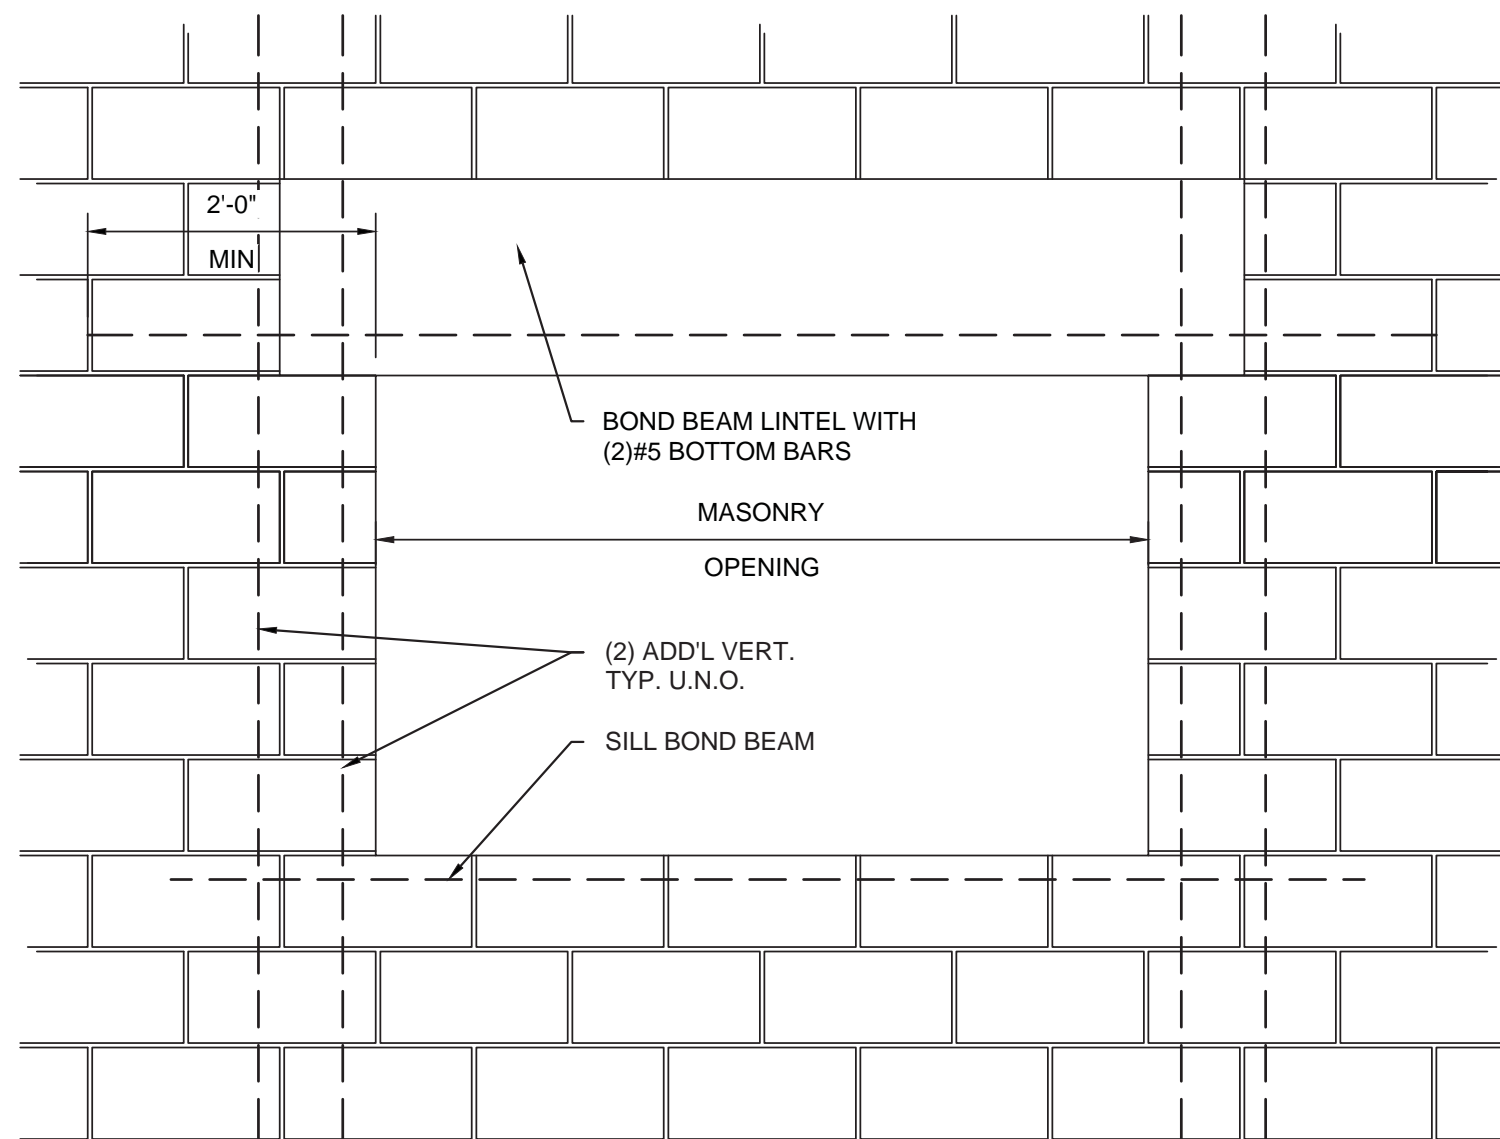 2'-0"
MIN
BOND BEAM LINTEL WITH
(2)#5 BOTTOM BARS
MASONRY
OPENING
(2) ADD'L VERT.
TYP. U.N.O.
SILL BOND BEAM